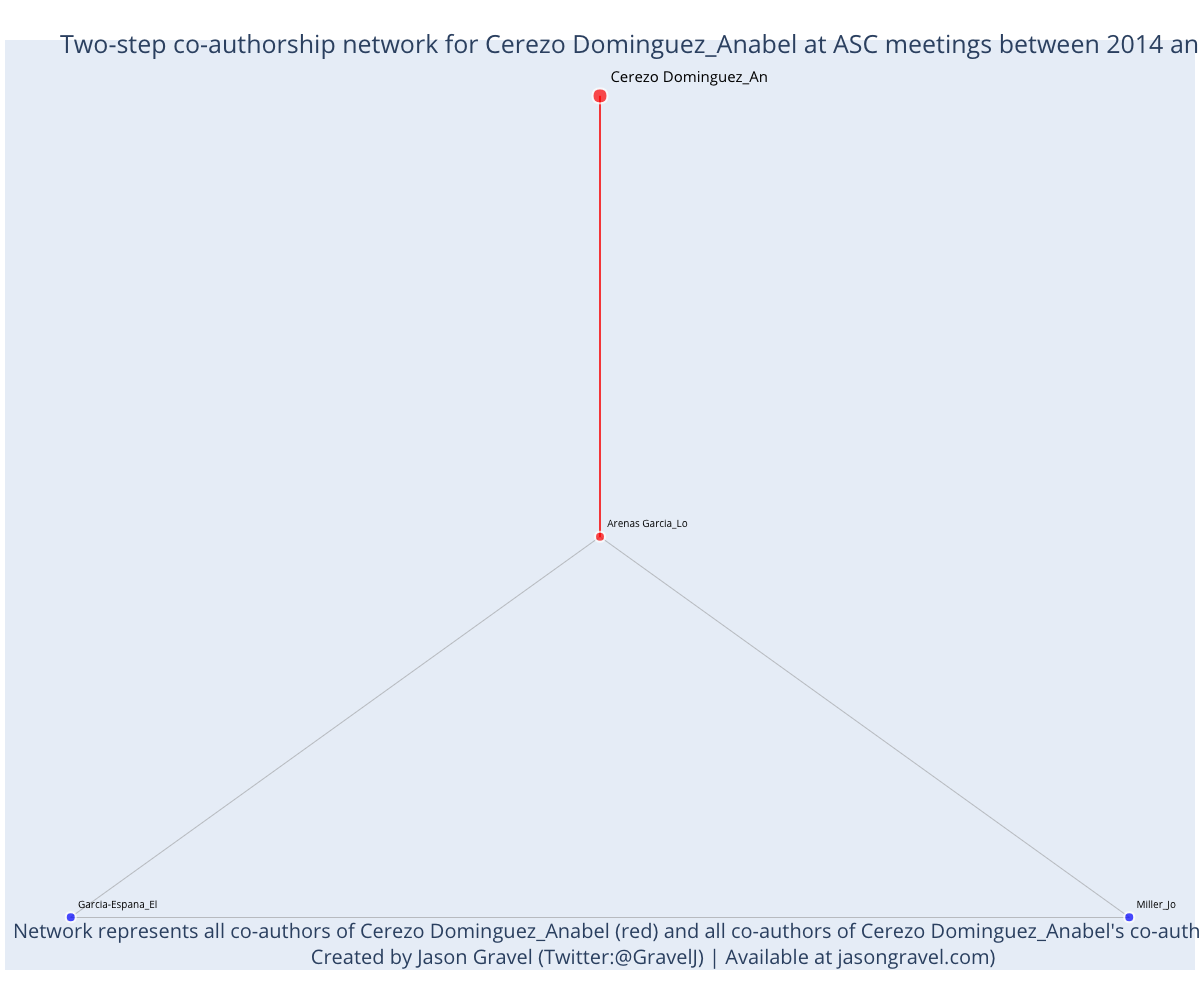 Two-step co-authorship network for Cerezo Dominguez_Anabel at ASC meetings between 2014 an
Cerezo Dominguez_An
Arenas Garcia_Lo
Garcia-Espana_El
Miller_Jo
Network represents all co-authors of Cerezo Dominguez_Anabel (red) and all co-authors of Cerezo Dominguez_Anabel's co-auth
Created by Jason Gravel (Twitter:@GravelJ) | Available at jasongravel.com)